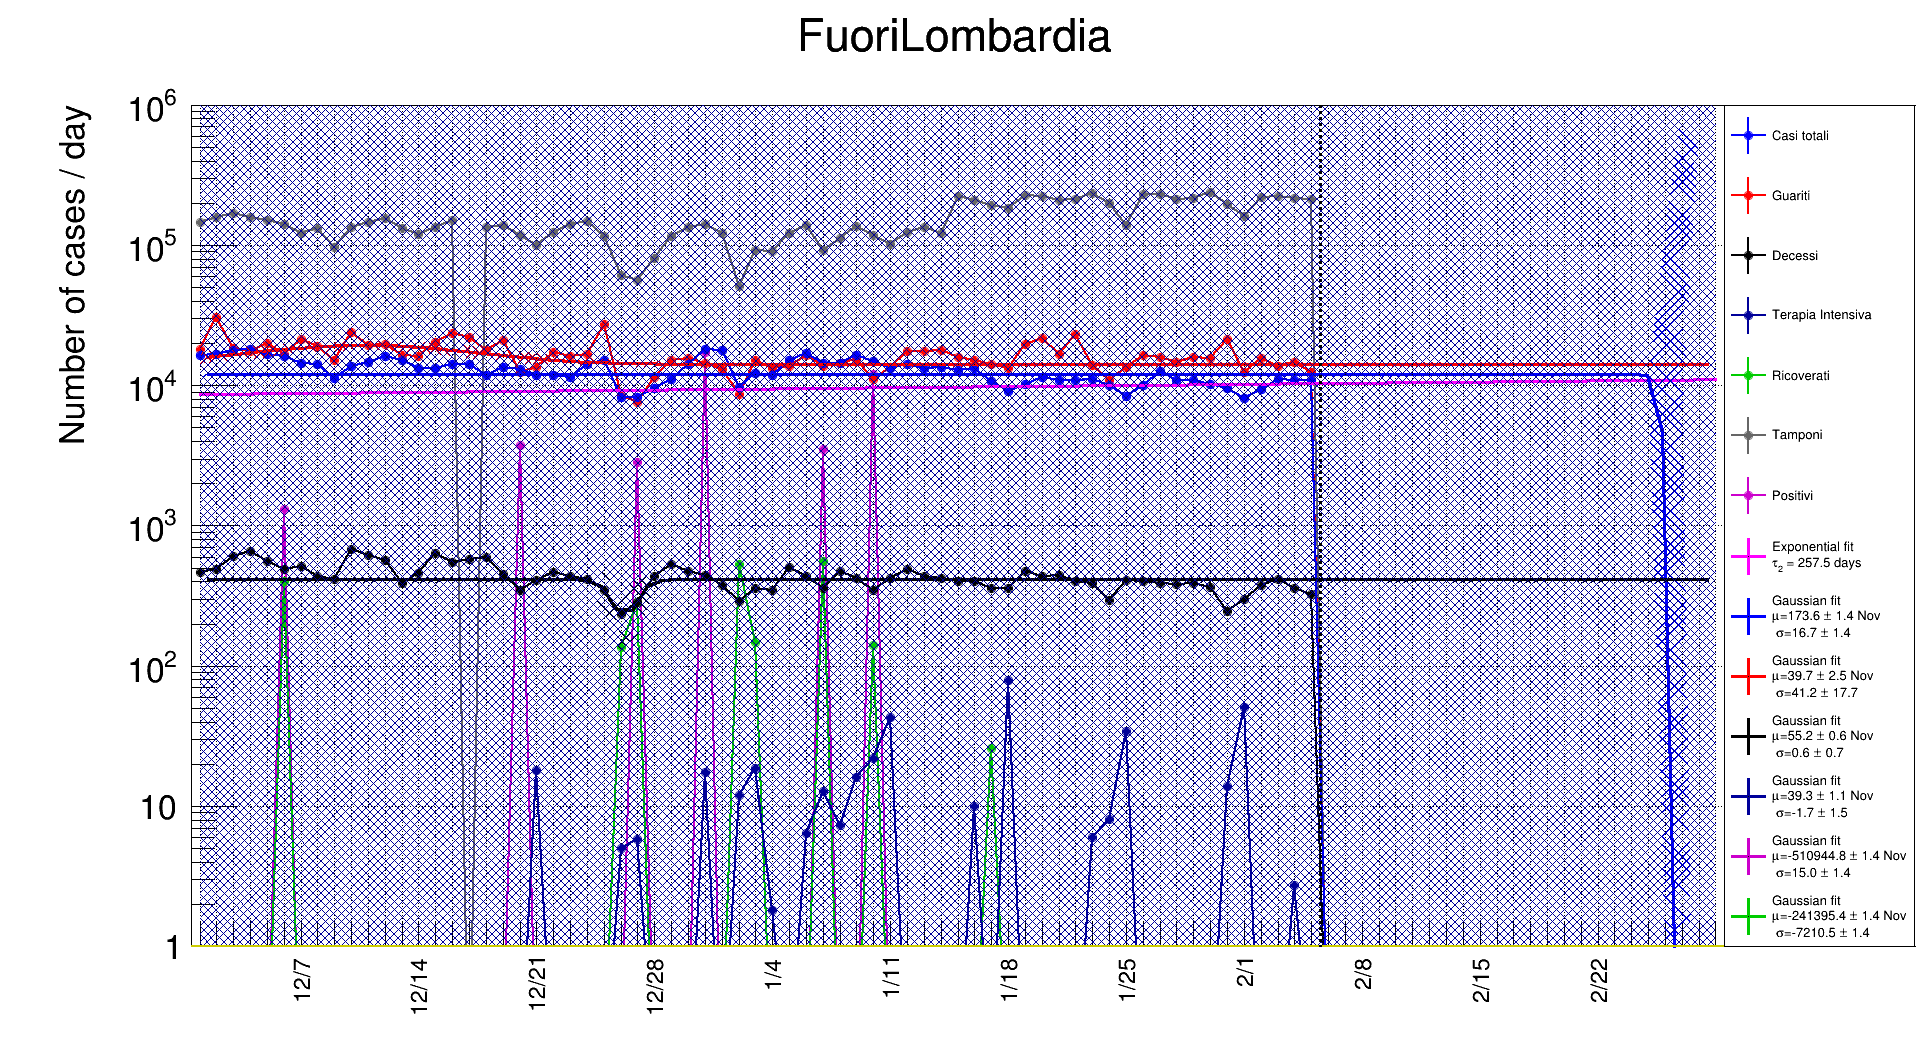 FuoriLombardia
Number of cases / day
10^6
10^5
10^4
10^3
10^2
10
1
12/7
12/14
12/21
12/28
1/4
1/11
1/18
1/25
2/1
2/8
2/15
2/22
Casi totali
Guariti
Decessi
Terapia Intensiva
Ricoverati
Tamponi
Positivi
Exponential fit
τ₂ = 257.5 days
Gaussian fit
μ=173.6 ± 1.4 Nov
σ=16.7 ± 1.4
Gaussian fit
μ=39.7 ± 2.5 Nov
σ=41.2 ± 17.7
Gaussian fit
μ=55.2 ± 0.6 Nov
σ=0.6 ± 0.7
Gaussian fit
μ=39.3 ± 1.1 Nov
σ=-1.7 ± 1.5
Gaussian fit
μ=-510944.8 ± 1.4 Nov
σ=15.0 ± 1.4
Gaussian fit
μ=-241395.4 ± 1.4 Nov
σ=-7210.5 ± 1.4